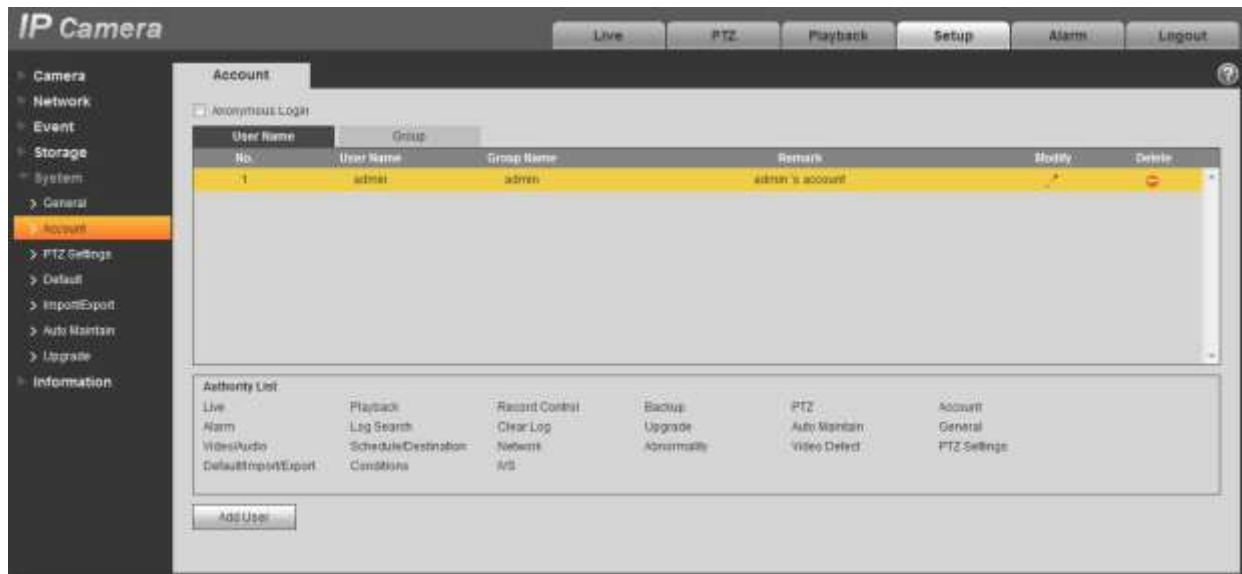 IP Camera
Live PTZ Playback Setup Alarm Logout
Camera
Network
Event
Storage
System
General
Account
PTZ Settings
Default
Import/Export
Auto Maintain
Upgrade
Information
Account
?
Anonymous Login
User Name Group
No. User Name Group Name Remark Modify Delete
1 admin admin admin 's account
Authority List
Live Playback Record Control Backup PTZ Account
Alarm Log Search Clear Log Upgrade Auto Maintain General
Video/Audio Schedule/Destination Network Abnormality Video Detect PTZ Settings
Default/Import/Export Conditions IVS
Add User